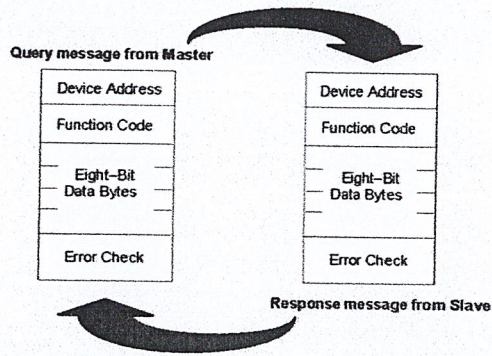 Query message from Master
Device Address
Function Code
Eight–Bit
Data Bytes
Error Check
Device Address
Function Code
Eight–Bit
Data Bytes
Error Check
Response message from Slave